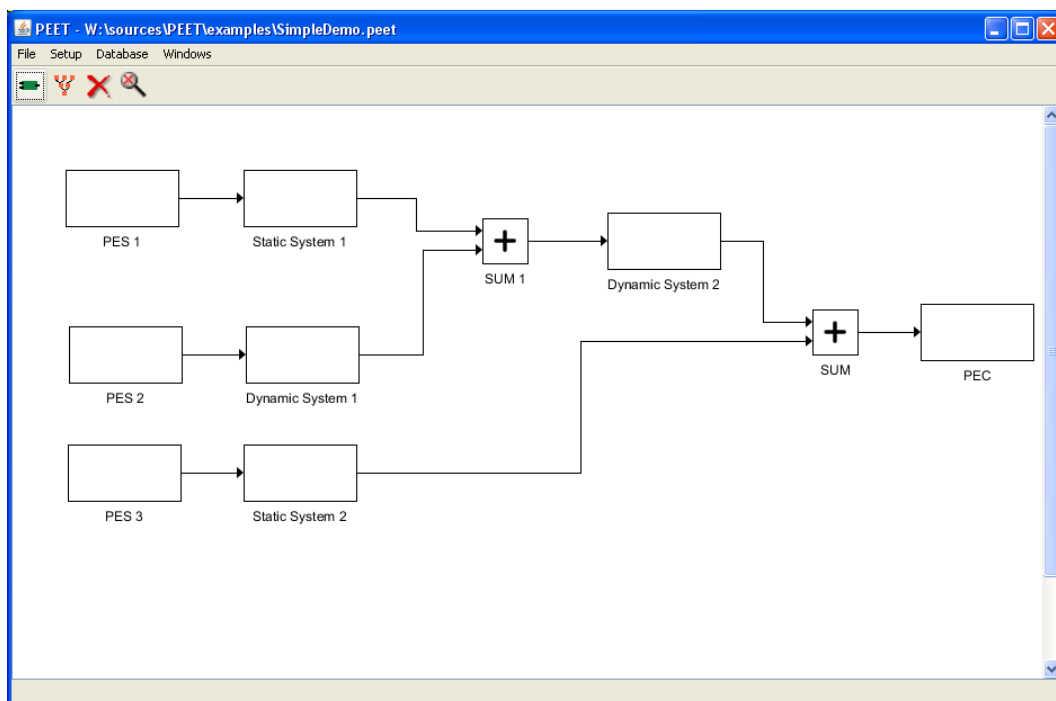 PEET - W:\sources\PEET\examples\SimpleDemo.peet
File Setup Database Windows
PES 1
Static System 1
SUM 1
Dynamic System 2
PES 2
Dynamic System 1
SUM
PEC
PES 3
Static System 2